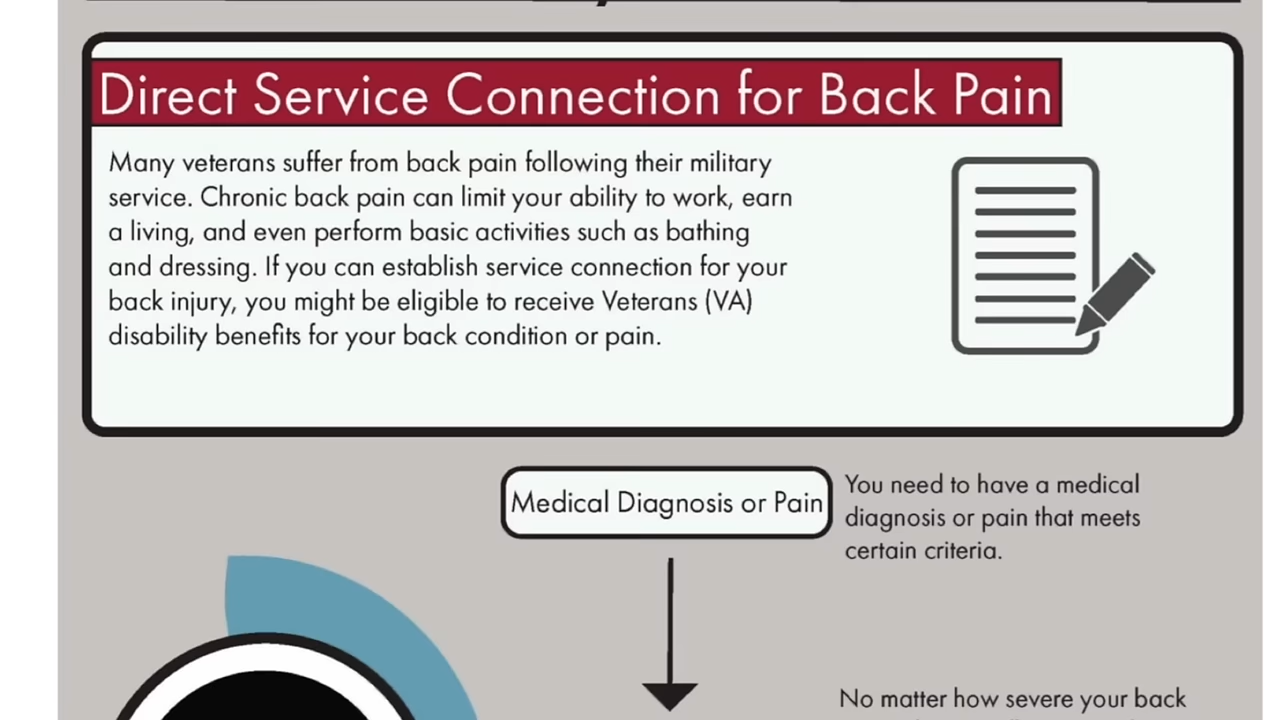 Direct Service Connection for Back Pain
Many veterans suffer from back pain following their military
service. Chronic back pain can limit your ability to work, earn
a living, and even perform basic activities such as bathing
and dressing. If you can establish service connection for your
back injury, you might be eligible to receive Veterans (VA)
disability benefits for your back condition or pain.
Medical Diagnosis or Pain
You need to have a medical
diagnosis or pain that meets
certain criteria.
No matter how severe your back